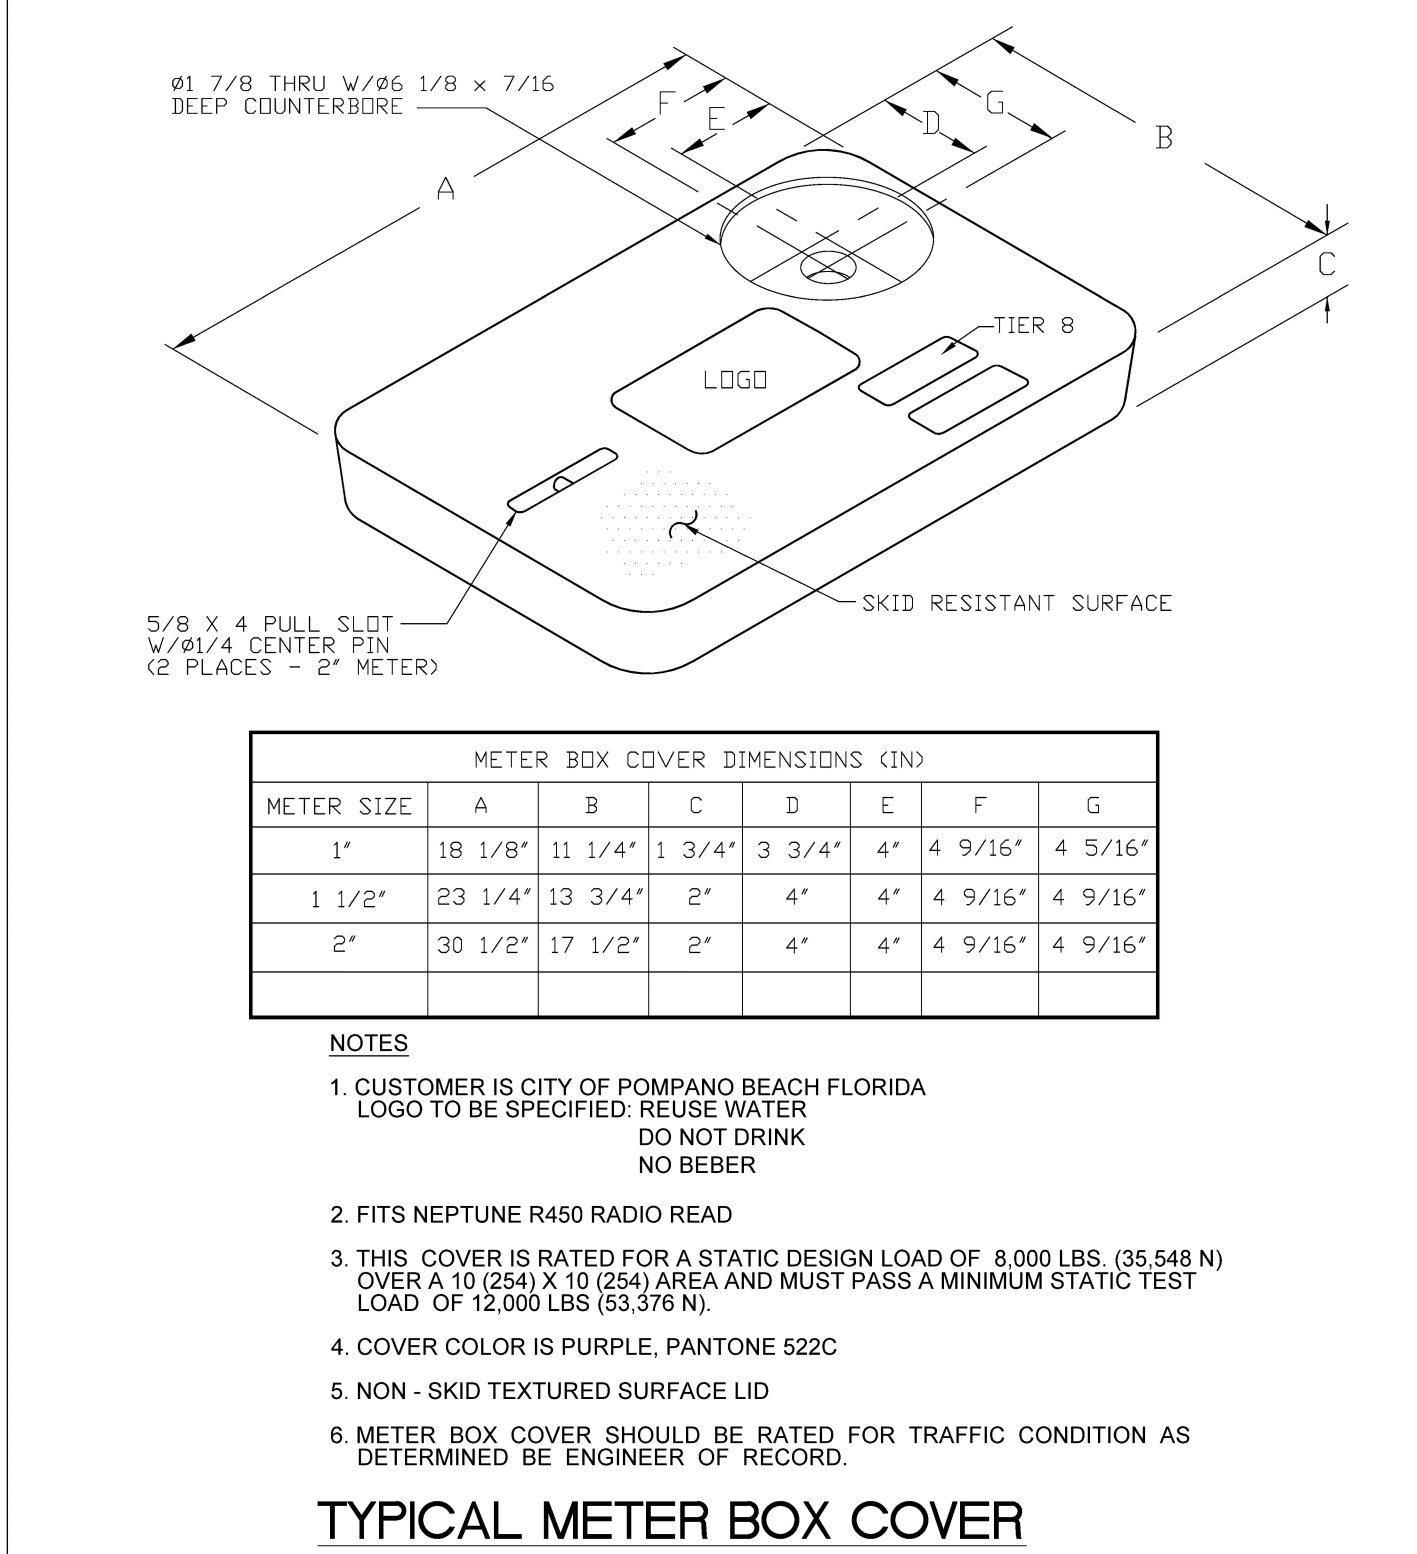 Ø1 7/8 THRU W/Ø6 1/8 x 7/16
DEEP COUNTERBORE
F
E
G
D
B
A
C
TIER 8
LOGO
SKID RESISTANT SURFACE
5/8 X 4 PULL SLOT
W/Ø1/4 CENTER PIN
(2 PLACES - 2" METER)
METER BOX COVER DIMENSIONS (IN)
METER SIZE A B C D E F G
1" 18 1/8" 11 1/4" 1 3/4" 3 3/4" 4" 4 9/16" 4 5/16"
1 1/2" 23 1/4" 13 3/4" 2" 4" 4" 4 9/16" 4 9/16"
2" 30 1/2" 17 1/2" 2" 4" 4" 4 9/16" 4 9/16"
NOTES
1. CUSTOMER IS CITY OF POMPANO BEACH FLORIDA
LOGO TO BE SPECIFIED: REUSE WATER
DO NOT DRINK
NO BEBER
2. FITS NEPTUNE R450 RADIO READ
3. THIS COVER IS RATED FOR A STATIC DESIGN LOAD OF 8,000 LBS. (35,548 N)
OVER A 10 (254) X 10 (254) AREA AND MUST PASS A MINIMUM STATIC TEST
LOAD OF 12,000 LBS (53,376 N).
4. COVER COLOR IS PURPLE, PANTONE 522C
5. NON - SKID TEXTURED SURFACE LID
6. METER BOX COVER SHOULD BE RATED FOR TRAFFIC CONDITION AS
DETERMINED BE ENGINEER OF RECORD.
TYPICAL METER BOX COVER